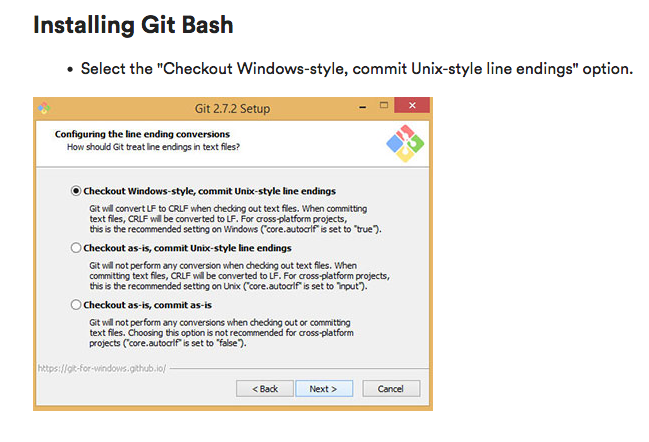 Installing Git Bash
• Select the "Checkout Windows-style, commit Unix-style line endings" option.
Git 2.7.2 Setup
Configuring the line ending conversions
How should Git treat line endings in text files?
Checkout Windows-style, commit Unix-style line endings
Git will convert LF to CRLF when checking out text files. When committing
text files, CRLF will be converted to LF. For cross-platform projects,
this is the recommended setting on Windows ("core.autocrlf" is set to "true").
Checkout as-is, commit Unix-style line endings
Git will not perform any conversion when checking out text files. When
committing text files, CRLF will be converted to LF. For cross-platform projects,
this is the recommended setting on Unix ("core.autocrlf" is set to "input").
Checkout as-is, commit as-is
Git will not perform any conversions when checking out or committing
text files. Choosing this option is not recommended for cross-platform
projects ("core.autocrlf" is set to "false").
https://git-for-windows.github.io/
< Back Next > Cancel